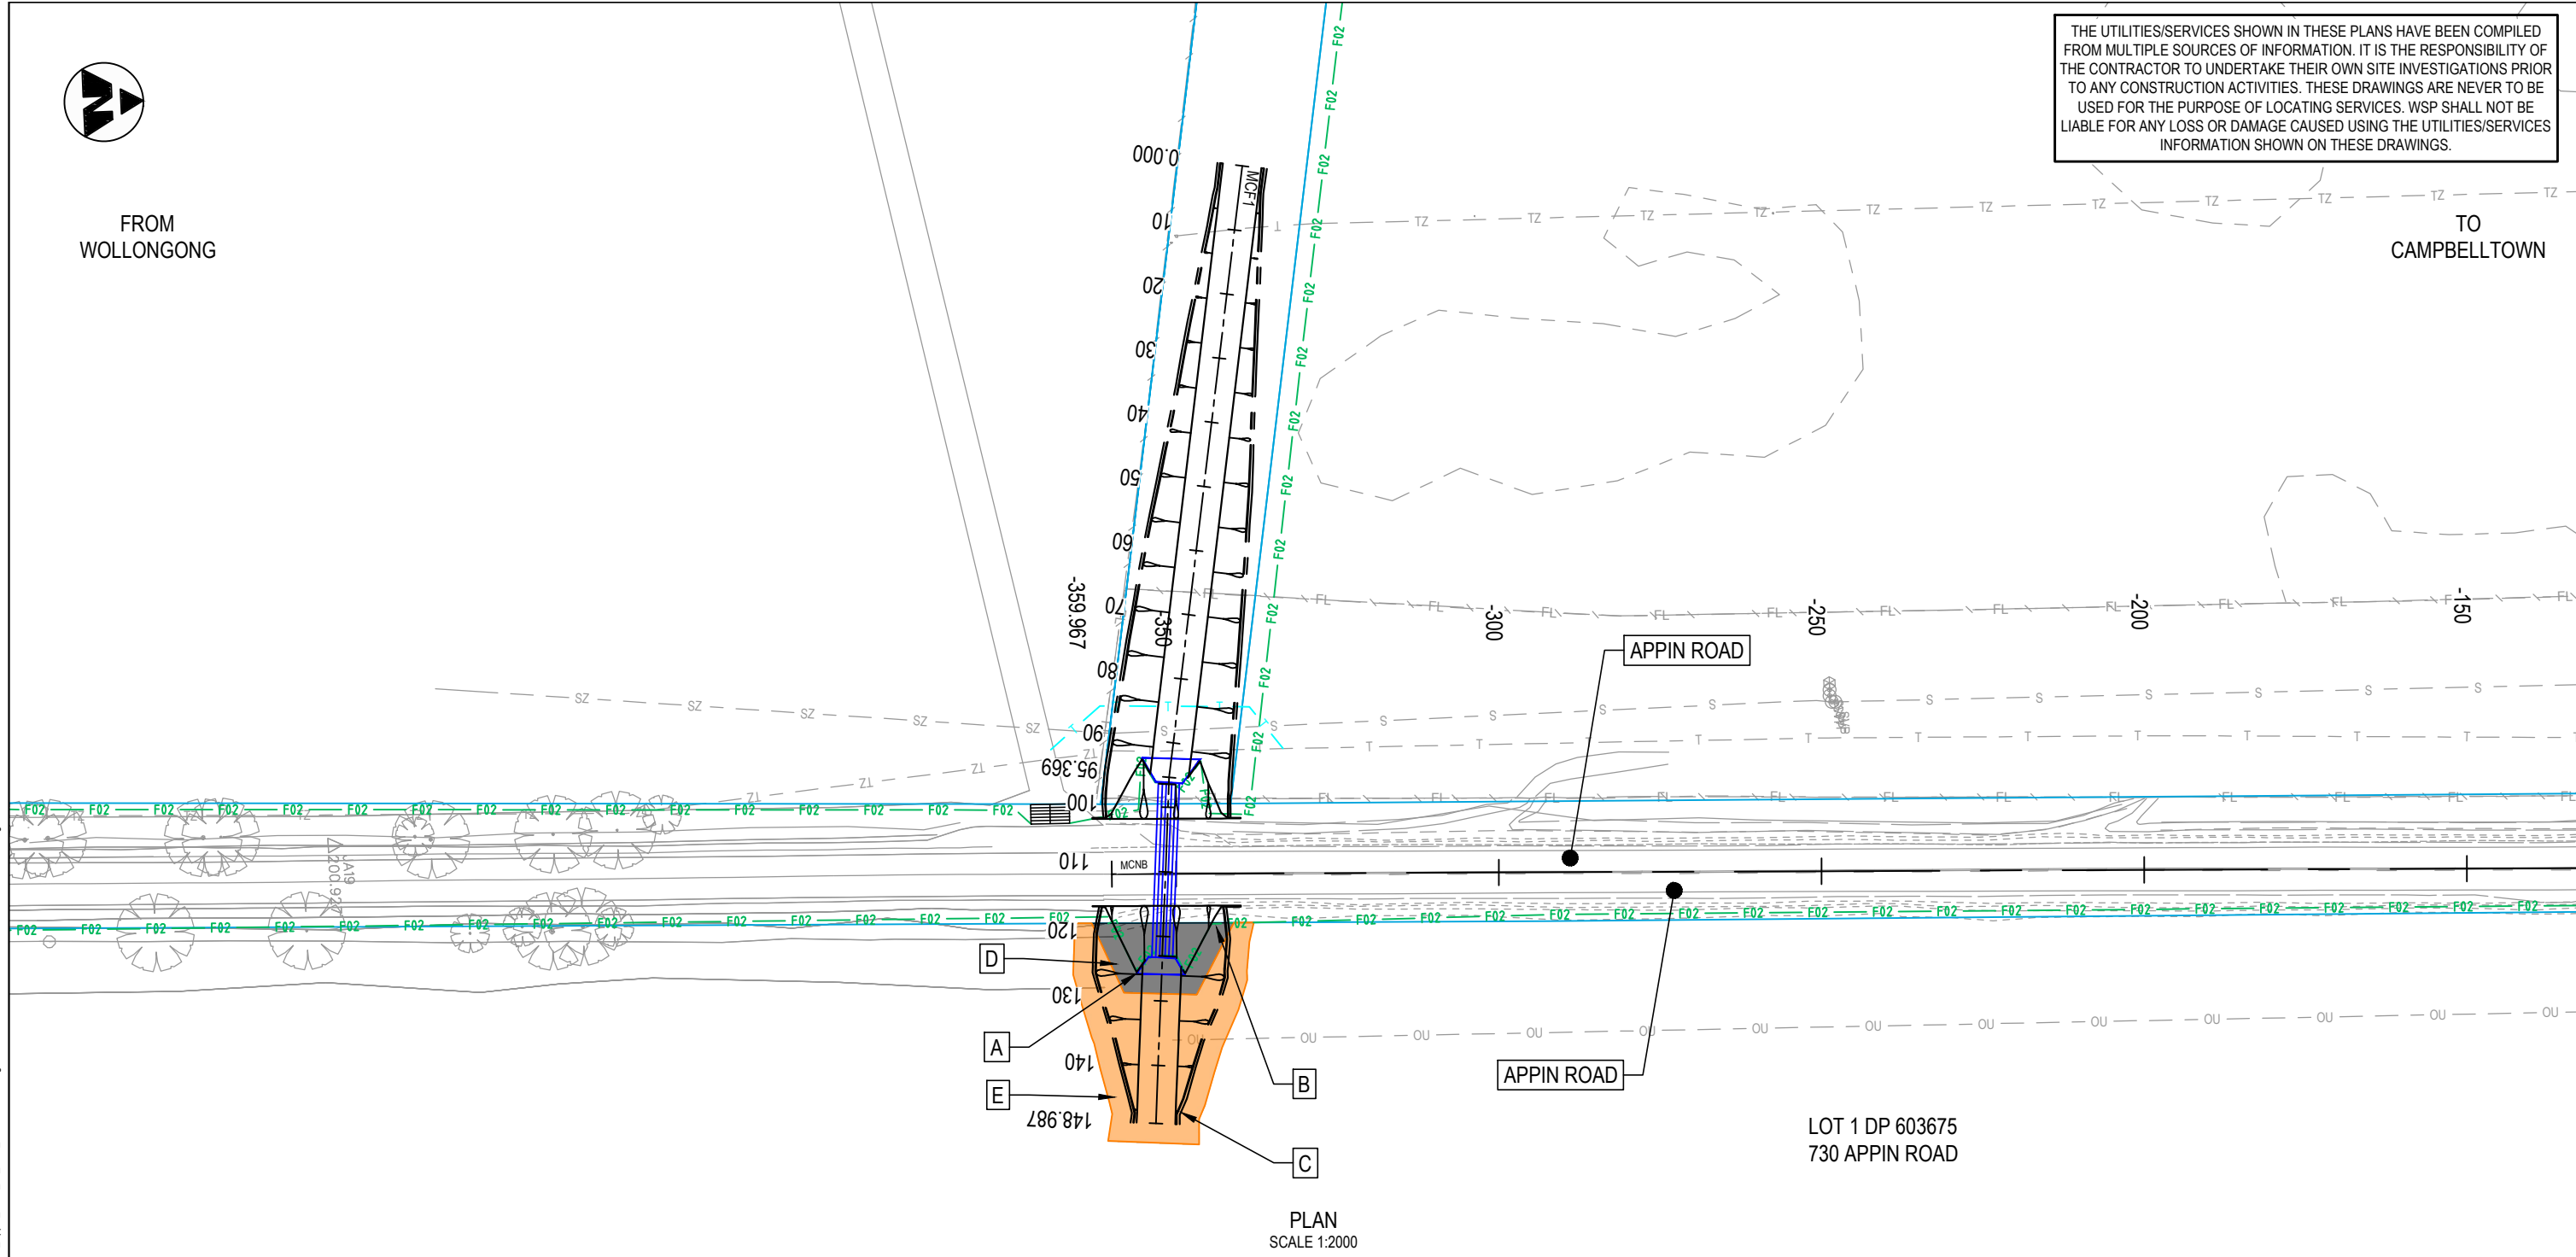 THE UTILITIES/SERVICES SHOWN IN THESE PLANS HAVE BEEN COMPILED
FROM MULTIPLE SOURCES OF INFORMATION. IT IS THE RESPONSIBILITY OF
THE CONTRACTOR TO UNDERTAKE THEIR OWN SITE INVESTIGATIONS PRIOR
TO ANY CONSTRUCTION ACTIVITIES. THESE DRAWINGS ARE NEVER TO BE
USED FOR THE PURPOSE OF LOCATING SERVICES. WSP SHALL NOT BE
LIABLE FOR ANY LOSS OR DAMAGE CAUSED USING THE UTILITIES/SERVICES
INFORMATION SHOWN ON THESE DRAWINGS.
FROM
WOLLONGONG
TO
CAMPBELLTOWN
0.000
MCF1
10
20
30
40
50
60
70
80
90
95.369
100
110
120
130
140
148.987
-359.967
-350
-300
-250
-200
-150
APPIN ROAD
MCNB
JA19
200.92
D
A
E
B
C
APPIN ROAD
LOT 1 DP 603675
730 APPIN ROAD
PLAN
SCALE 1:2000